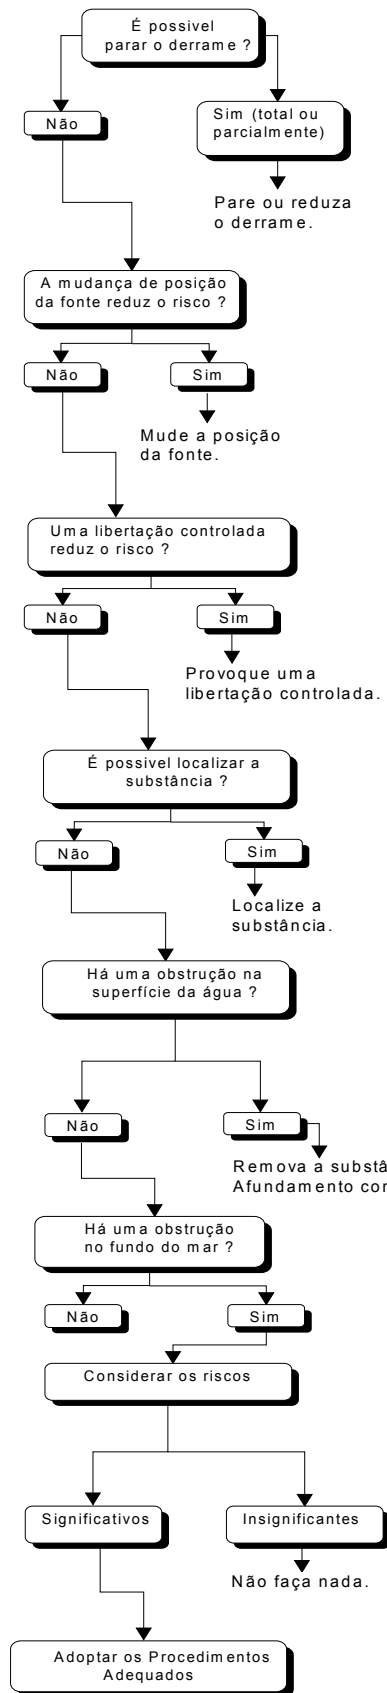 É possivel
parar o derrame ?
Não
Sim (total ou
parcialmente)
Pare ou reduza
o derrame.
A mudança de posição
da fonte reduz o risco ?
Não
Sim
Mude a posição
da fonte.
Uma libertação controlada
reduz o risco ?
Não
Sim
Provoque uma
libertação controlada.
É possivel localizar a
substância ?
Não
Sim
Localize a
substância.
Há uma obstrução na
superfície da água ?
Não
Sim
Remova a
Afundamento
Há uma obstrução
no fundo do mar ?
Não
Sim
Considerar os riscos
Significativos
Insignificantes
Não faça nada.
Adoptar os Procedimentos
Adequados